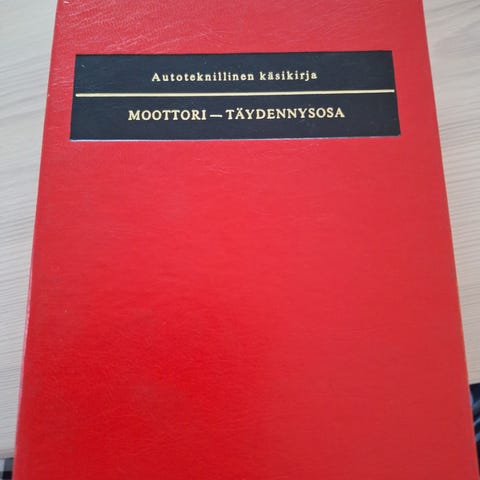 Autoteknillinen käsikirja
MOOTTORI — TÄYDENNYSOSA